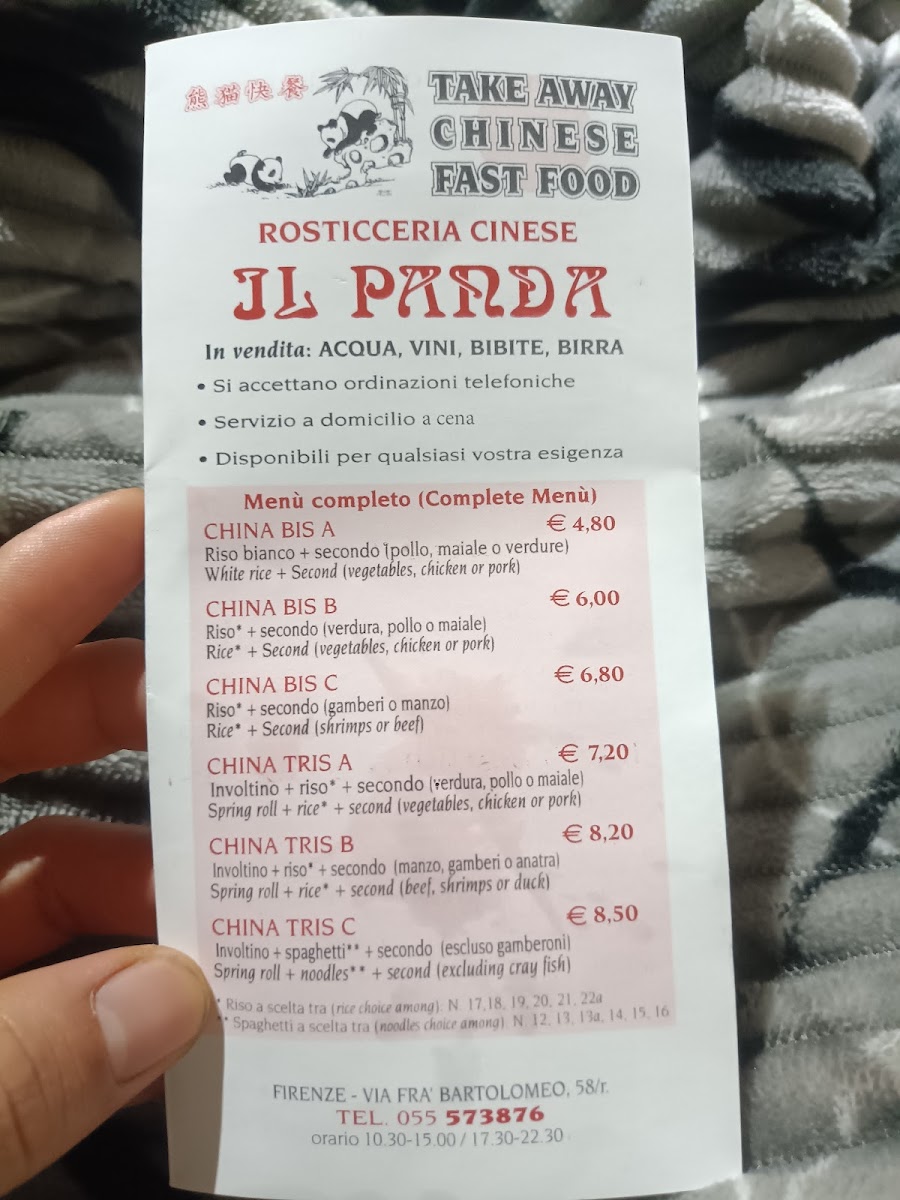 熊猫快餐
TAKE AWAY
CHINESE
FAST FOOD
ROSTICCERIA CINESE
IL PANDA
In vendita: ACQUA, VINI, BIBITE, BIRRA
• Si accettano ordinazioni telefoniche
• Servizio a domicilio a cena
• Disponibili per qualsiasi vostra esigenza
Menù completo (Complete Menù)
CHINA BIS A € 4,80
Riso bianco + secondo (pollo, maiale o verdure)
White rice + Second (vegetables, chicken or pork)
CHINA BIS B € 6,00
Riso* + secondo (verdura, pollo o maiale)
Rice* + Second (vegetables, chicken or pork)
CHINA BIS C € 6,80
Riso* + secondo (gamberi o manzo)
Rice* + Second (shrimps or beef)
CHINA TRIS A € 7,20
Involtino + riso* + secondo (verdura, pollo o maiale)
Spring roll + rice* + second (vegetables, chicken or pork)
CHINA TRIS B € 8,20
Involtino + riso* + secondo (manzo, gamberi o anatra)
Spring roll + rice* + second (beef, shrimps or duck)
CHINA TRIS C € 8,50
Involtino + spaghetti** + secondo (escluso gamberoni)
Spring roll + noodles** + second (excluding cray fish)
* Riso a scelta tra (rice choice among). N. 17,18, 19, 20, 21, 22a
** Spaghetti a scelta tra (noodles choice among). N. 12, 13, 13a, 14, 15, 16
FIRENZE - VIA FRA' BARTOLOMEO, 58/r.
TEL. 055 573876
orario 10.30-15.00 / 17.30-22.30